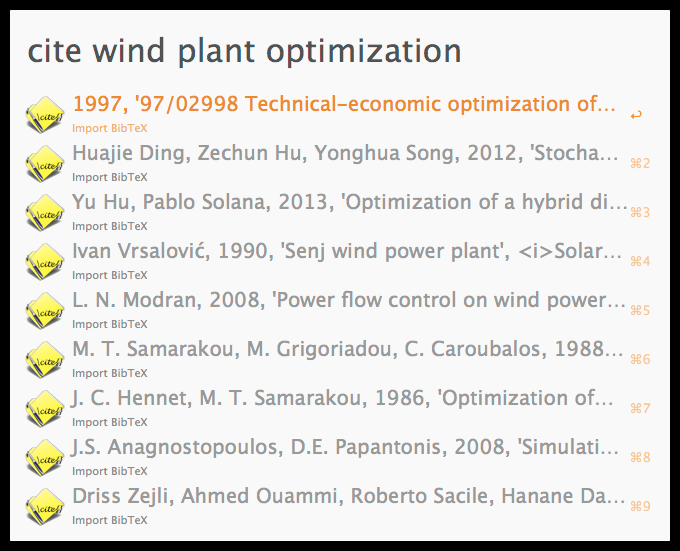 cite wind plant optimization
1997, '97/02998 Technical-economic optimization of… ↩
Import BibTeX
Huajie Ding, Zechun Hu, Yonghua Song, 2012, 'Stocha… ⌘2
Import BibTeX
Yu Hu, Pablo Solana, 2013, 'Optimization of a hybrid di… ⌘3
Import BibTeX
Ivan Vrsalović, 1990, 'Senj wind power plant', <i>Solar… ⌘4
Import BibTeX
L. N. Modran, 2008, 'Power flow control on wind power… ⌘5
Import BibTeX
M. T. Samarakou, M. Grigoriadou, C. Caroubalos, 1988… ⌘6
Import BibTeX
J. C. Hennet, M. T. Samarakou, 1986, 'Optimization of… ⌘7
Import BibTeX
J.S. Anagnostopoulos, D.E. Papantonis, 2008, 'Simulati… ⌘8
Import BibTeX
Driss Zejli, Ahmed Ouammi, Roberto Sacile, Hanane Da… ⌘9
Import BibTeX